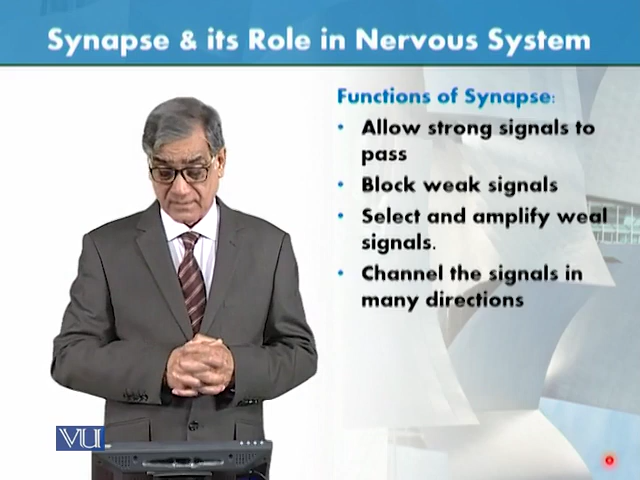 Synapse & its Role in Nervous System
Functions of Synapse:
• Allow strong signals to
pass
• Block weak signals
• Select and amplify weal
signals.
• Channel the signals in
many directions
VU